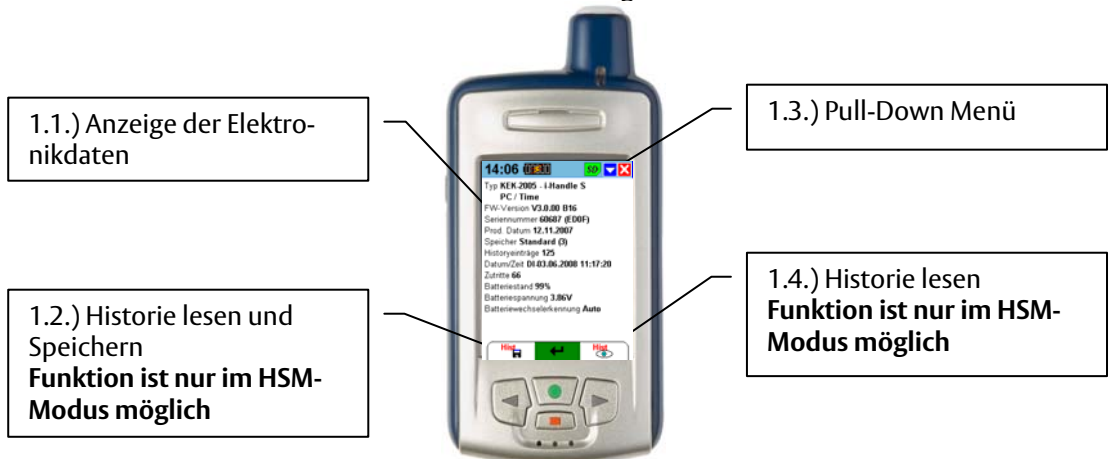 1.1.) Anzeige der Elektro-
nikdaten
1.2.) Historie lesen und
Speichern
Funktion ist nur im HSM-
Modus möglich
14:06
SD
Typ KEK-2005 - i-Handle S
PC / Time
FW-Version V3.0.00 B16
Seriennummer 60687 (ED0F)
Prod. Datum 12.11.2007
Speicher Standard (3)
Historyeinträge 125
Datum/Zeit DI-03.06.2008 11:17:20
Zutritte 66
Batteriestand 99%
Batteriespannung 3.86V
Batteriewechselerkennung Auto
Hist
Hist
1.3.) Pull-Down Menü
1.4.) Historie lesen
Funktion ist nur im HSM-
Modus möglich